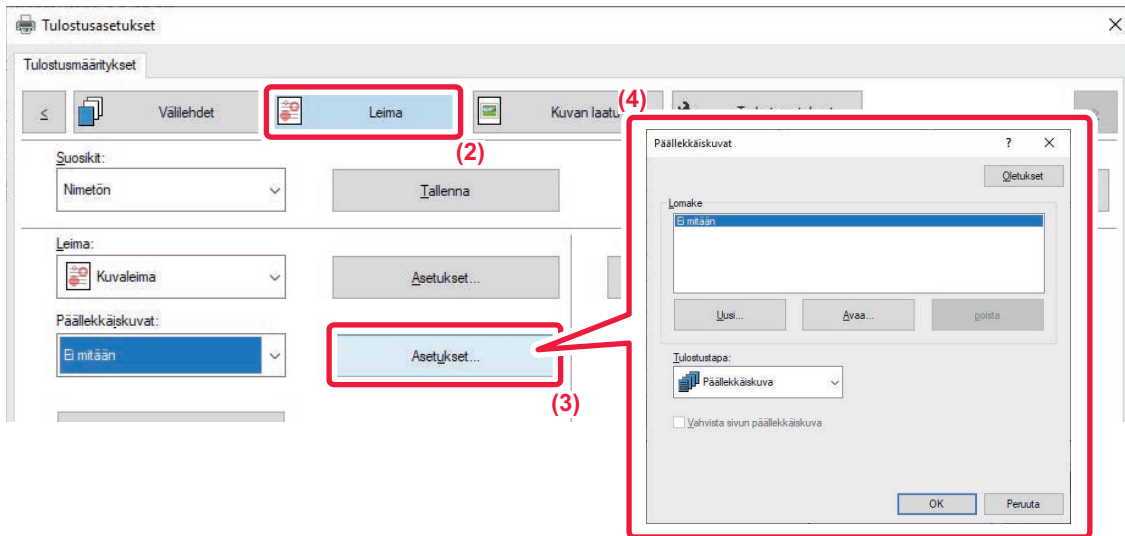 Tulostusasetukset
Tulostusmääritykset
≤ Välilehdet Leima Kuvan laatu
(2)
(4)
Suosikit:
Nimetön Tallenna
Leima:
Kuvaleima Asetukset...
Päällekkäiskuvat:
Ei mitään Asetukset...
(3)
Päällekkäiskuvat ?
Oletukset
Lomake
Ei mitään
Uusi... Avaa... poista
Tulostustapa:
Päällekkäiskuva
Vahvista sivun päällekkäiskuva
OK Peruuta